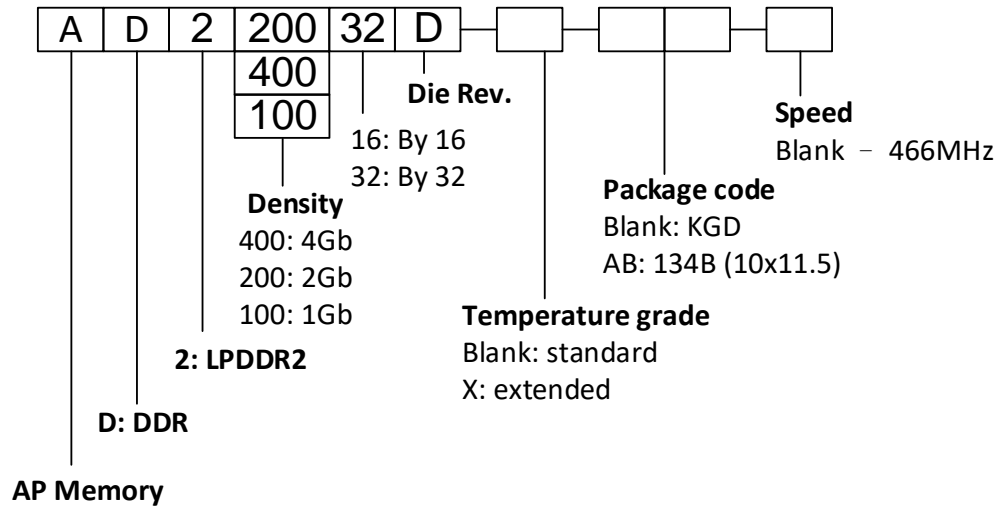 A D 2 200 32 D
400
100
Die Rev.
16: By 16
32: By 32
Speed
Blank – 466MHz
Density
400: 4Gb
200: 2Gb
100: 1Gb
Package code
Blank: KGD
AB: 134B (10x11.5)
Temperature grade
Blank: standard
X: extended
2: LPDDR2
D: DDR
AP Memory